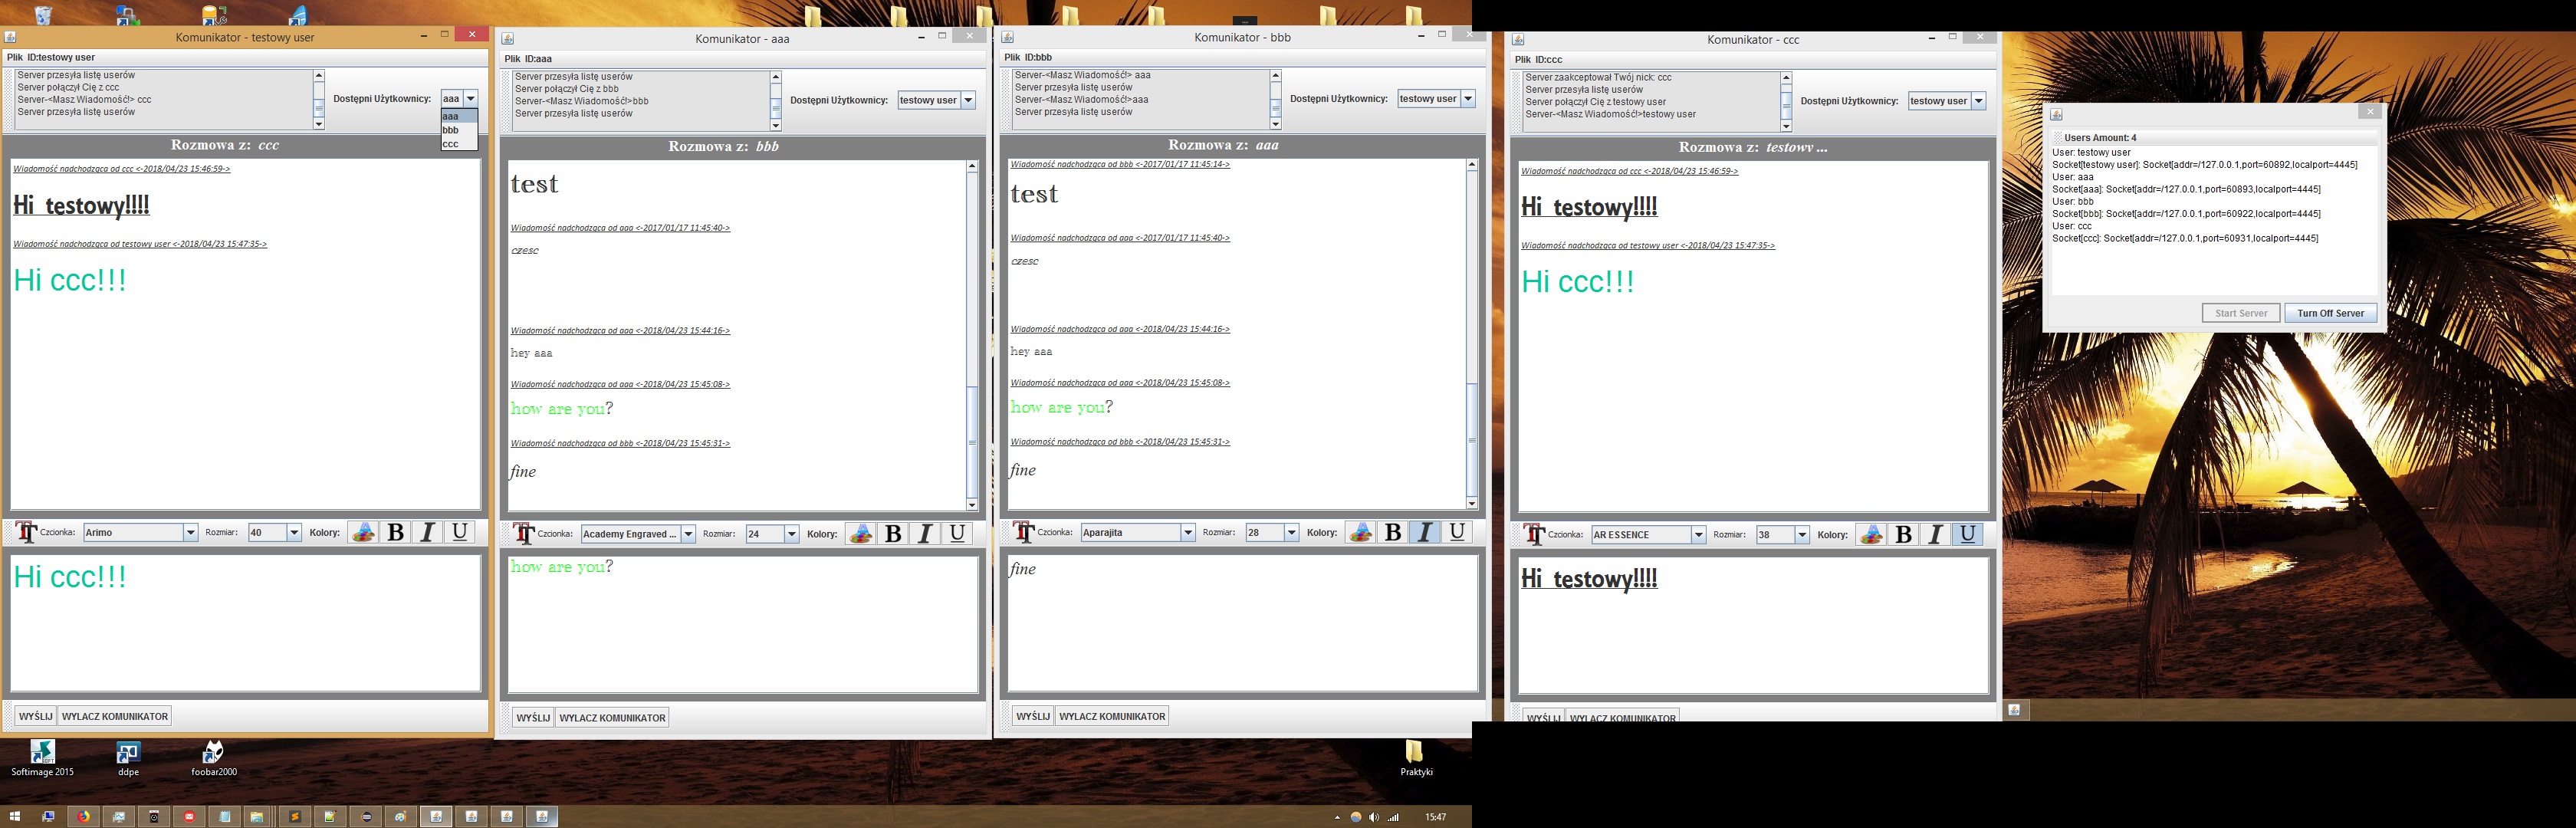 Komunikator - testowy user
Plik ID:testowy user
Server przesyła listę userów
Server połączył Cię z ccc
Server-<Masz Wiadomość!> ccc
Server przesyła listę userów
Dostępni Użytkownicy:
aaa
aaa
bbb
ccc
Rozmowa z: ccc
Wiadomość nadchodząca od ccc <-2018/04/23 15:46:59->
Hi testowy!!!!
Wiadomość nadchodząca od testowy user <-2018/04/23 15:47:35->
Hi ccc!!!
Czcionka: Arimo Rozmiar: 40 Kolory: B I U
Hi ccc!!!
WYŚLIJ WYLACZ KOMUNIKATOR
Komunikator - aaa
Plik ID:aaa
Server przesyła listę userów
Server połączył Cię z bbb
Server-<Masz Wiadomość!>bbb
Server przesyła listę userów
Dostępni Użytkownicy: testowy user
Rozmowa z: bbb
test
Wiadomość nadchodząca od aaa <-2017/01/17 11:45:40->
czesc
Wiadomość nadchodząca od aaa <-2018/04/23 15:44:16->
hey aaa
Wiadomość nadchodząca od aaa <-2018/04/23 15:45:08->
how are you?
Wiadomość nadchodząca od bbb <-2018/04/23 15:45:31->
fine
Czcionka: Academy Engraved ... Rozmiar: 24 Kolory: B I U
how are you?
WYŚLIJ WYLACZ KOMUNIKATOR
Komunikator - bbb
Plik ID:bbb
Server-<Masz Wiadomość!> aaa
Server przesyła listę userów
Server-<Masz Wiadomość!>aaa
Server przesyła listę userów
Dostępni Użytkownicy: testowy user
Rozmowa z: aaa
Wiadomość nadchodząca od bbb <-2017/01/17 11:45:14->
test
Wiadomość nadchodząca od aaa <-2017/01/17 11:45:40->
czesc
Wiadomość nadchodząca od aaa <-2018/04/23 15:44:16->
hey aaa
Wiadomość nadchodząca od aaa <-2018/04/23 15:45:08->
how are you?
Wiadomość nadchodząca od bbb <-2018/04/23 15:45:31->
fine
Czcionka: Aparajita Rozmiar: 28 Kolory: B I U
fine
WYŚLIJ WYLACZ KOMUNIKATOR
Komunikator - ccc
Plik ID:ccc
Server zaakceptował Twój nick: ccc
Server przesyła listę userów
Server połączył Cię z testowy user
Server-<Masz Wiadomość!>testowy user
Dostępni Użytkownicy: testowy user
Rozmowa z: testowy ...
Wiadomość nadchodząca od ccc <-2018/04/23 15:46:59->
Hi testowy!!!!
Wiadomość nadchodząca od testowy user <-2018/04/23 15:47:35->
Hi ccc!!!
Czcionka: AR ESSENCE Rozmiar: 38 Kolory: B I U
Hi testowy!!!!
WYŚLIJ WYLACZ KOMUNIKATOR
Users Amount: 4
User: testowy user
Socket[testowy user]: Socket[addr=/127.0.0.1,port=60892,localport=4445]
User: aaa
Socket[aaa]: Socket[addr=/127.0.0.1,port=60893,localport=4445]
User: bbb
Socket[bbb]: Socket[addr=/127.0.0.1,port=60922,localport=4445]
User: ccc
Socket[ccc]: Socket[addr=/127.0.0.1,port=60931,localport=4445]
Start Server Turn Off Server
Softimage 2015 ddpe foobar2000
Praktyki
15:47